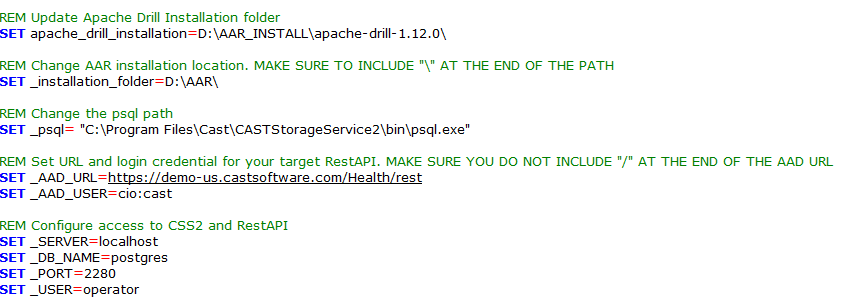 REM Update Apache Drill Installation folder
SET apache_drill_installation=D:\AAR_INSTALL\apache-drill-1.12.0\
REM Change AAR installation location. MAKE SURE TO INCLUDE "\" AT THE END OF THE PATH
SET _installation_folder=D:\AAR\
REM Change the psql path
SET _psql= "C:\Program Files\Cast\CASTStorageService2\bin\psql.exe"
REM Set URL and login credential for your target RestAPI. MAKE SURE YOU DO NOT INCLUDE "/" AT THE END OF THE AAD URL
SET _AAD_URL=https://demo-us.castsoftware.com/Health/rest
SET _AAD_USER=cio:cast
REM Configure access to CSS2 and RestAPI
SET _SERVER=localhost
SET _DB_NAME=postgres
SET _PORT=2280
SET _USER=operator